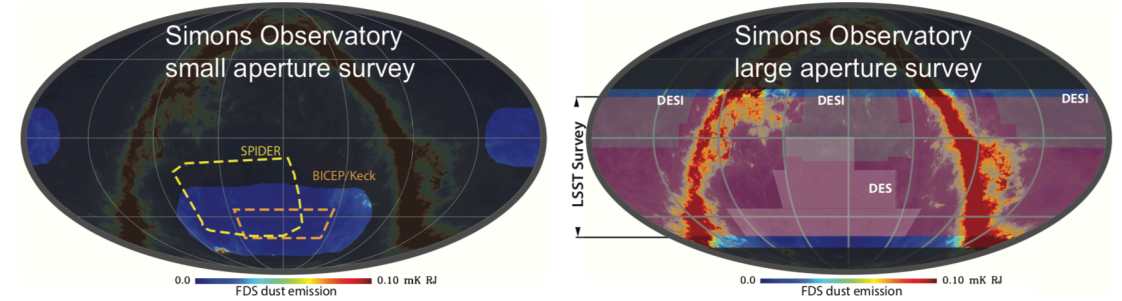 Simons Observatory
small aperture survey
SPIDER
BICEP/Keck
0.0
0.10 mK RJ
FDS dust emission
Simons Observatory
large aperture survey
DESI
DESI
DESI
LSST Survey
DES
0.0
0.10 mK RJ
FDS dust emission